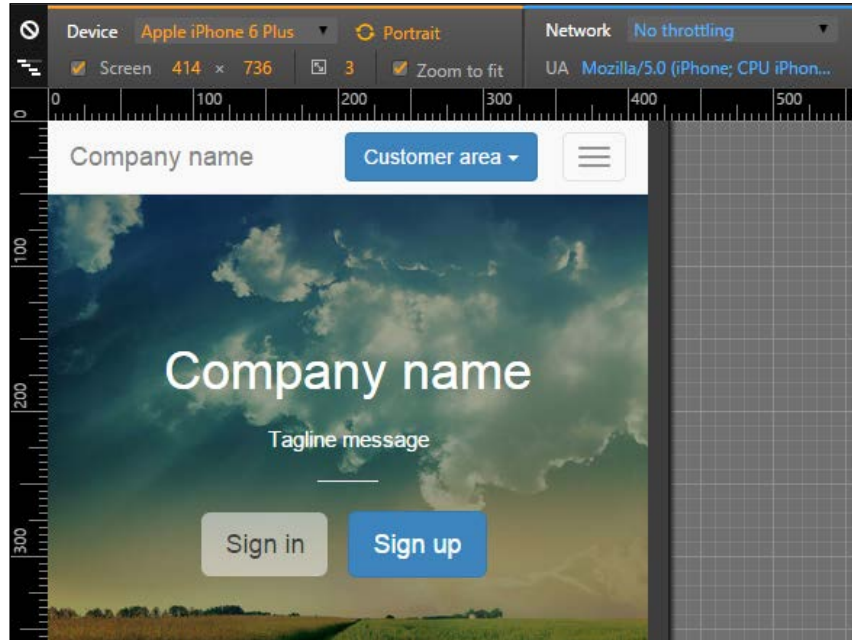 Device Apple iPhone 6 Plus Portrait Network No throttling
Screen 414 × 736 3 Zoom to fit UA Mozilla/5.0 (iPhone; CPU iPhon...
0 100 200 300 400 500
0
100
200
300
Company name Customer area
Company name
Tagline message
Sign in Sign up